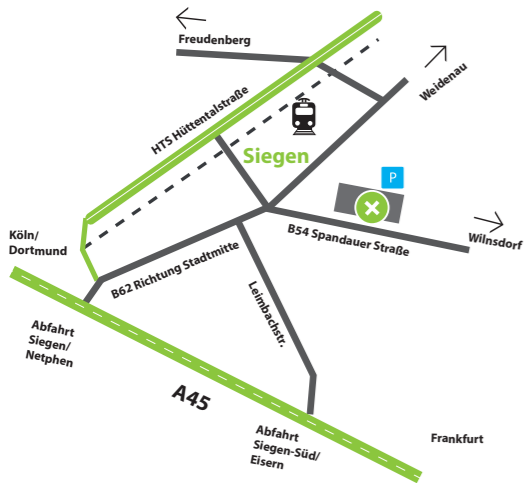 Freudenberg
Weidenau
HTS Hüttentalstraße
Siegen
P
B54 Spandauer Straße
Wilnsdorf
Köln/
Dortmund
B62 Richtung Stadtmitte
Leimbachstr.
Abfahrt
Siegen/
Netphen
A45
Abfahrt
Siegen-Süd/
Eisern
Frankfurt